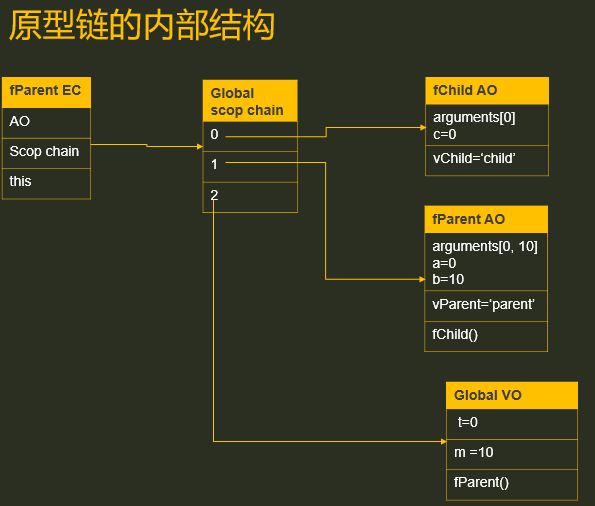 原型链的内部结构
fParent EC
AO
Scop chain
this
Global
scop chain
0
1
2
fChild AO
arguments[0]
c=0
vChild=‘child’
fParent AO
arguments[0, 10]
a=0
b=10
vParent=‘parent’
fChild()
Global VO
t=0
m =10
fParent()